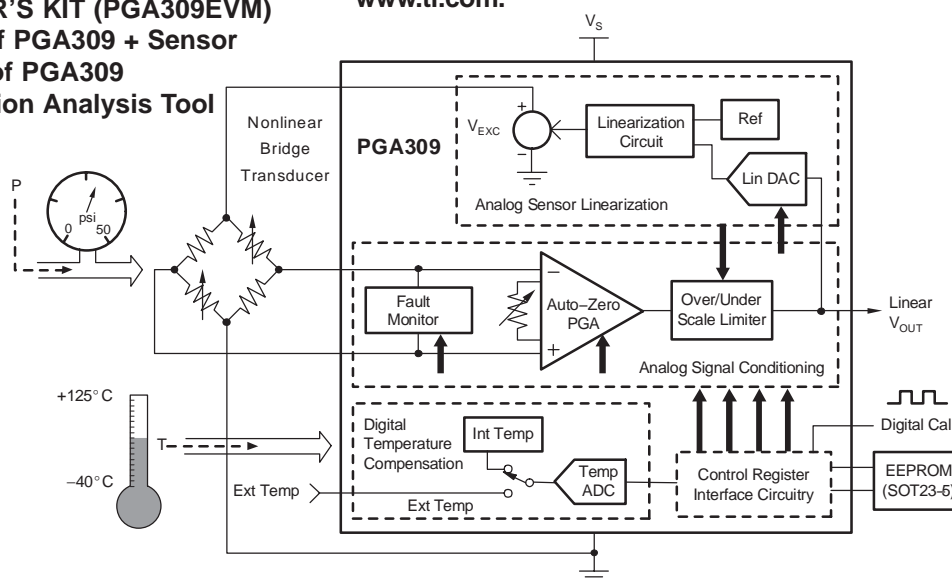 R'S KIT (PGA309EVM)
www.ti.com.
f PGA309 + Sensor
of PGA309
ion Analysis Tool
V_S
Nonlinear
Bridge
Transducer
PGA309
V_EXC
+
−
Linearization
Circuit
Ref
Lin DAC
Analog Sensor Linearization
P
psi
0 50
Fault
Monitor
−
Auto–Zero
PGA
+
Over/Under
Scale Limiter
Linear
V_OUT
Analog Signal Conditioning
+125°C
T
−40°C
Digital
Temperature
Compensation
Int Temp
Ext Temp
Ext Temp
Temp
ADC
Control Register
Interface Circuitry
Digital Cal
EEPROM
(SOT23-5)